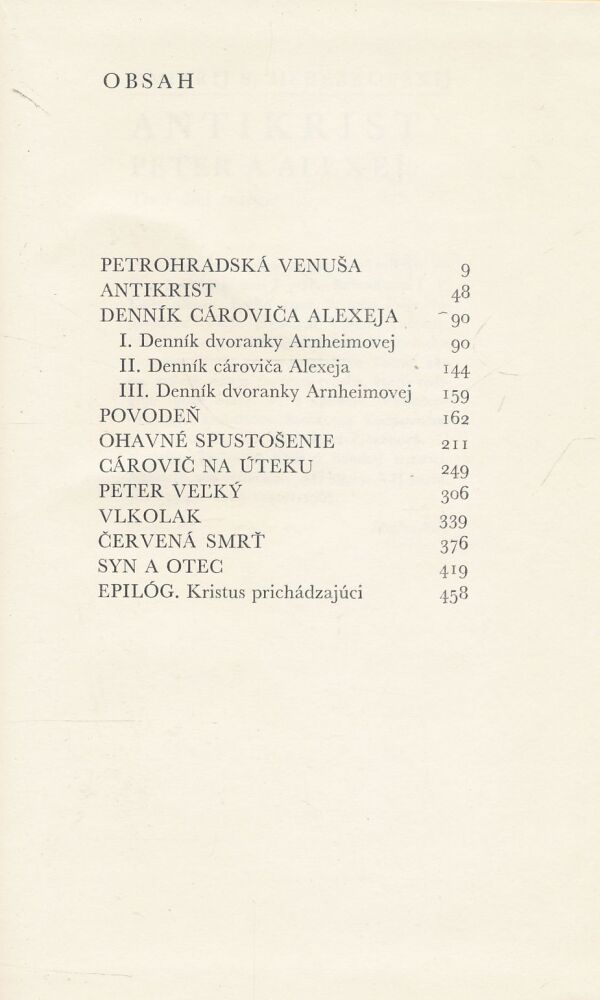 OBSAH
PETROHRADSKÁ VENUŠA 9
ANTIKRIST 48
DENNÍK CÁROVIČA ALEXEJA 90
I. Denník dvoranky Arnheimovej 90
II. Denník cároviča Alexeja 144
III. Denník dvoranky Arnheimovej 159
POVODEŇ 162
OHAVNÉ SPUSTOŠENIE 211
CÁROVIČ NA ÚTEKU 249
PETER VEĽKÝ 306
VLKOLAK 339
ČERVENÁ SMRŤ 376
SYN A OTEC 419
EPILÓG. Kristus prichádzajúci 458